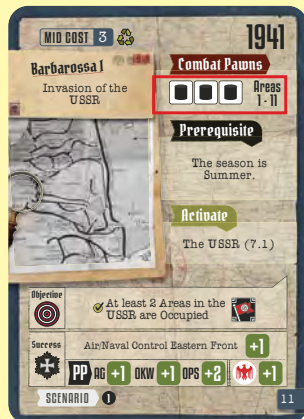 MID COST 3
1941
Barbarossa I
Invasion of the
USSR
Combat Pawns
Areas
1 - 11
Prerequisite
The season is
Summer.
Activate
The USSR (7.1)
Objective
At least 2 Areas in the
USSR are Occupied
Success
Air/Naval Control Eastern Front +1
PP AG +1 OKW +1 OPS +2 +1
SCENARIO 1
11